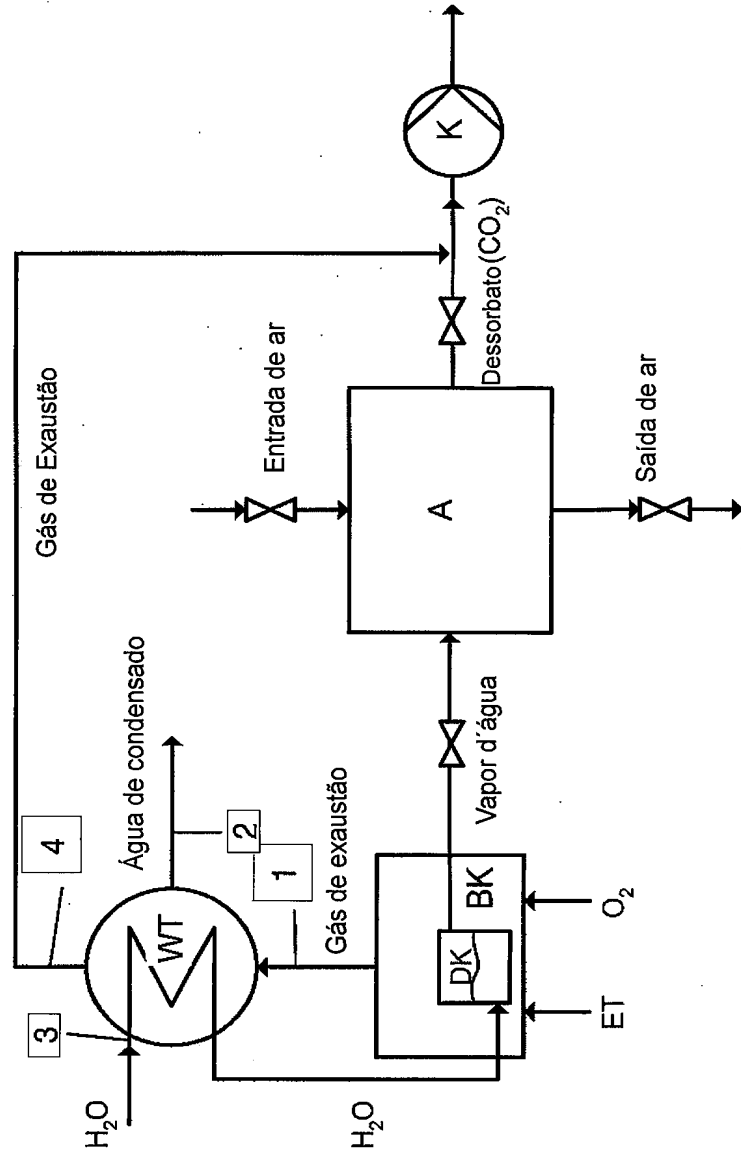 Gás de Exaustão
4
Água de condensado
2
1
3
WT
H2O
H2O
Gás de exaustão
Entrada de ar
K
Dessorbato (CO2)
A
Vapor d´água
Saída de ar
DK
BK
ET
O2